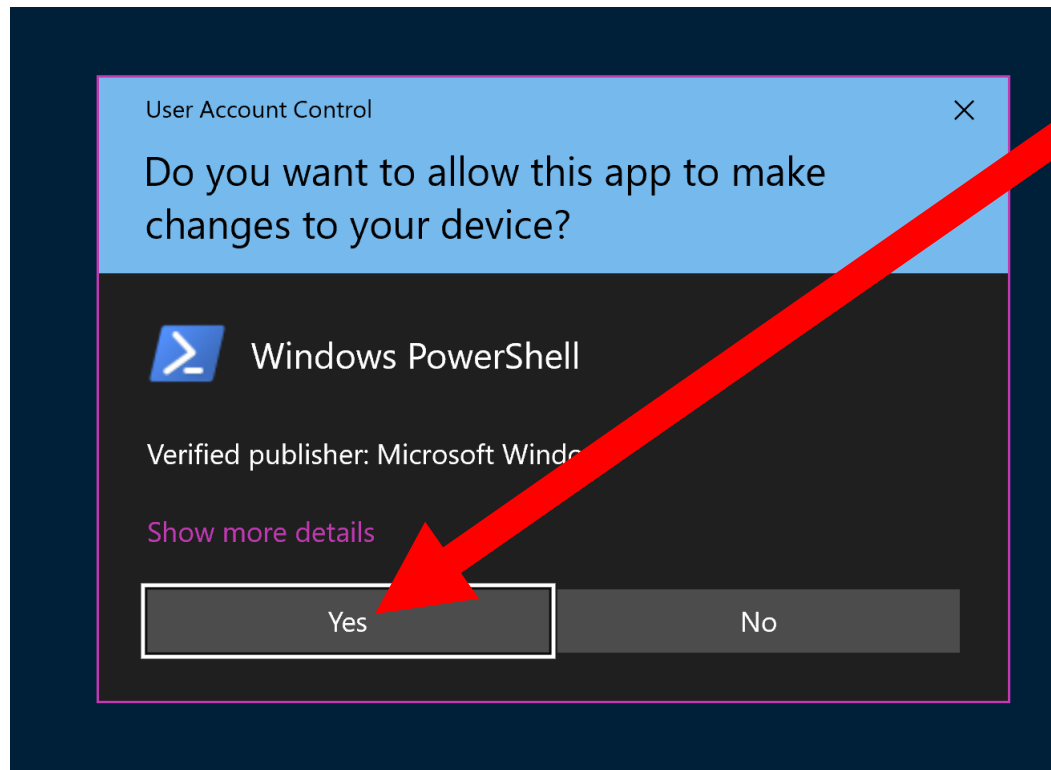 User Account Control
Do you want to allow this app to make
changes to your device?
Windows PowerShell
Verified publisher: Microsoft
Show more details
Yes
No